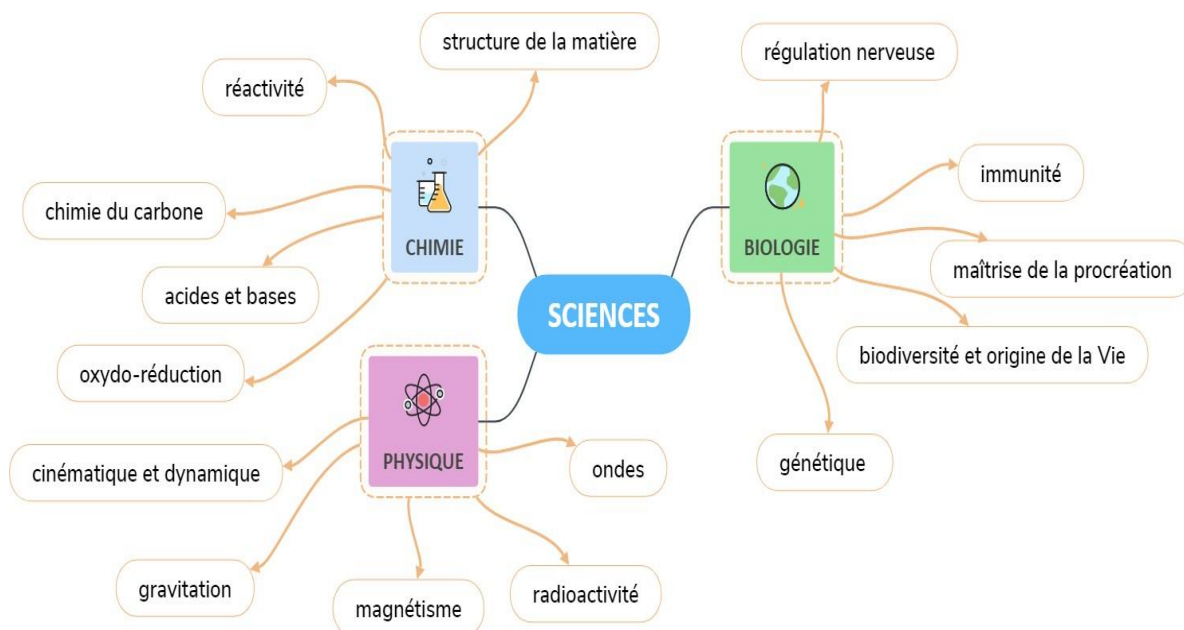 structure de la matière
régulation nerveuse
réactivité
immunité
chimie du carbone
CHIMIE
BIOLOGIE
maîtrise de la procréation
acides et bases
SCIENCES
biodiversité et origine de la Vie
oxydo-réduction
génétique
cinématique et dynamique
PHYSIQUE
ondes
gravitation
magnétisme
radioactivité